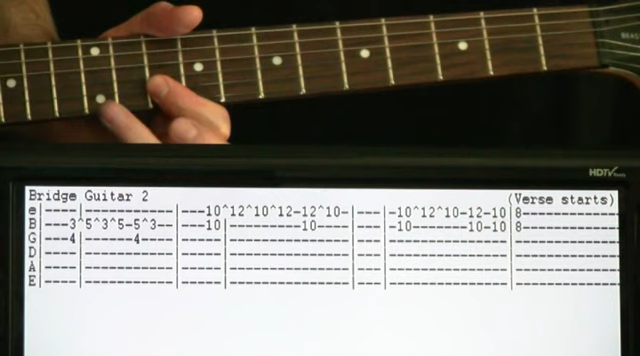 BEAS
HDTV
Bridge Guitar 2 (Verse starts)
e|----|-----------|---10^12^10^12-12^10-|---|-10^12^10-12-10|8------------
B|---3^5^3^5-5^3--|---10|---------10----|---|-10|------10-10|8------------
G|---4|------4----|-----|---------------|---|---------------|-------------
D|----|-----------|-----|---------------|---|---------------|-------------
A|----|-----------|-----|---------------|---|---------------|-------------
E|----|-----------|-----|---------------|---|---------------|-------------